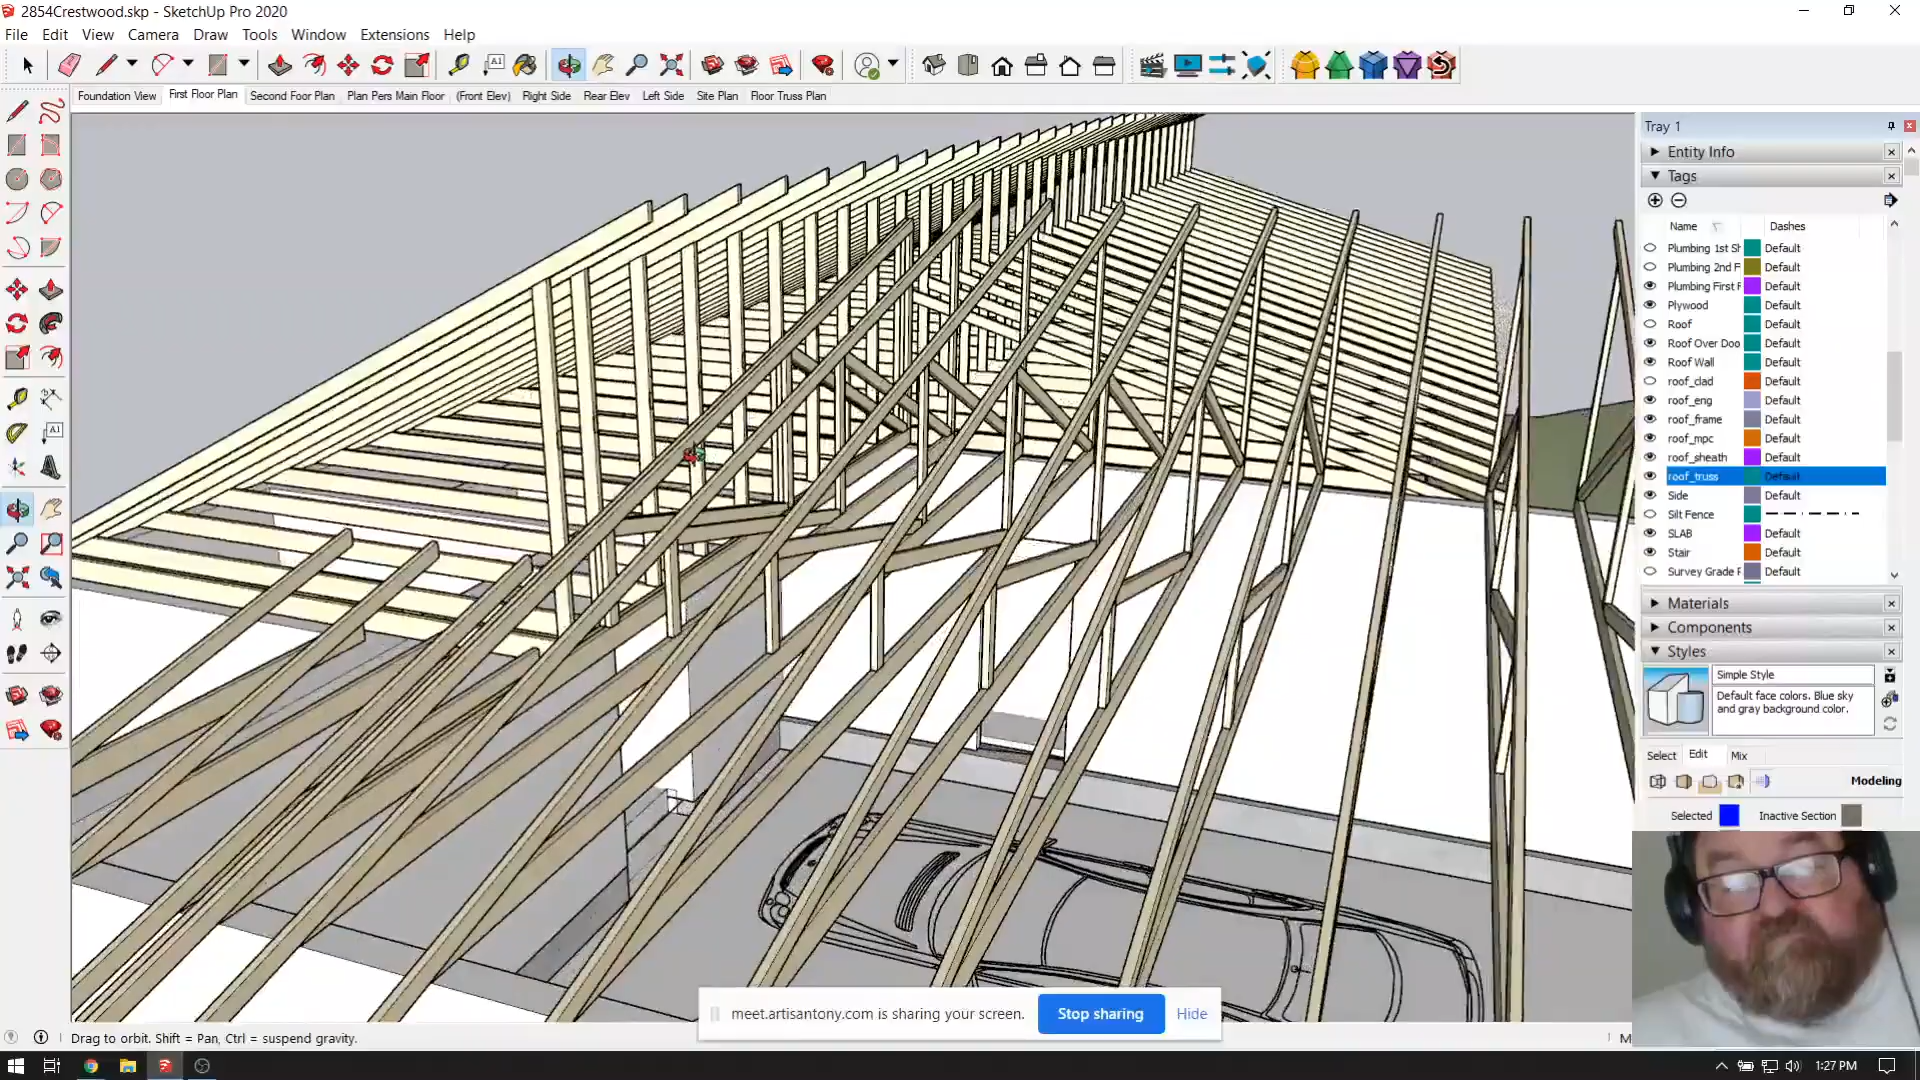 2854Crestwood.skp - SketchUp Pro 2020
File Edit View Camera Draw Tools Window Extensions Help
Foundation View First Floor Plan Second Foor Plan Plan Pers Main Floor (Front Elev) Right Side Rear Elev Left Side Site Plan Floor Truss Plan
Tray 1
Entity Info
Tags
Name Dashes
Plumbing 1st Sh Default
Plumbing 2nd F Default
Plumbing First F Default
Plywood Default
Roof Default
Roof Over Doo Default
Roof Wall Default
roof_clad Default
roof_eng Default
roof_frame Default
roof_mpc Default
roof_sheath Default
roof_truss Default
Side Default
Silt Fence
SLAB Default
Stair Default
Survey Grade F Default
Materials
Components
Styles
Simple Style
Default face colors. Blue sky
and gray background color.
Select Edit Mix
Modeling
Selected Inactive Section
meet.artisantony.com is sharing your screen. Stop sharing Hide
Drag to orbit. Shift = Pan, Ctrl = suspend gravity.
M
1:27 PM